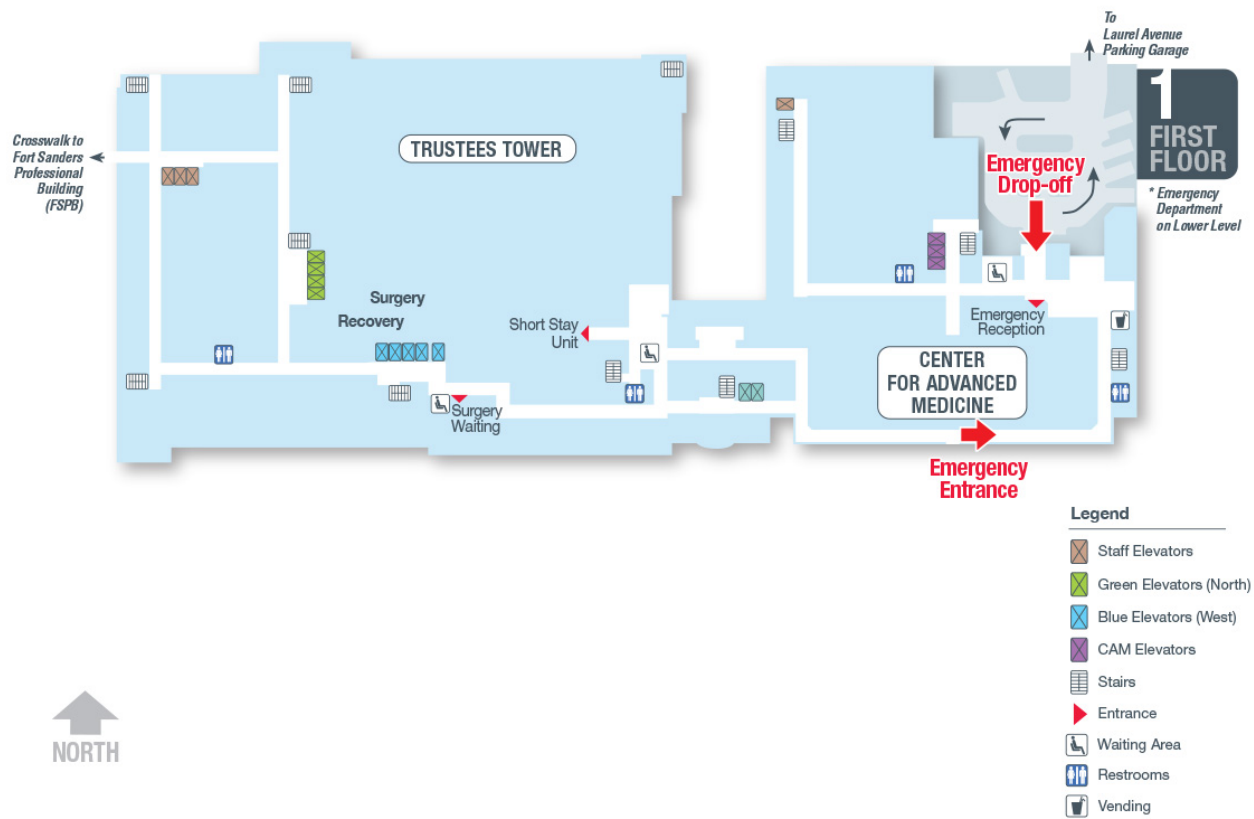 To
Laurel Avenue
Parking Garage
1
FIRST
FLOOR
* Emergency
Department
on Lower Level
Crosswalk to
Fort Sanders
Professional
Building
(FSPB)
TRUSTEES TOWER
Emergency
Drop-off
Surgery
Recovery
Short Stay
Unit
Emergency
Reception
CENTER
FOR ADVANCED
MEDICINE
Surgery
Waiting
Emergency
Entrance
Legend
Staff Elevators
Green Elevators (North)
Blue Elevators (West)
CAM Elevators
Stairs
Entrance
Waiting Area
Restrooms
Vending
NORTH